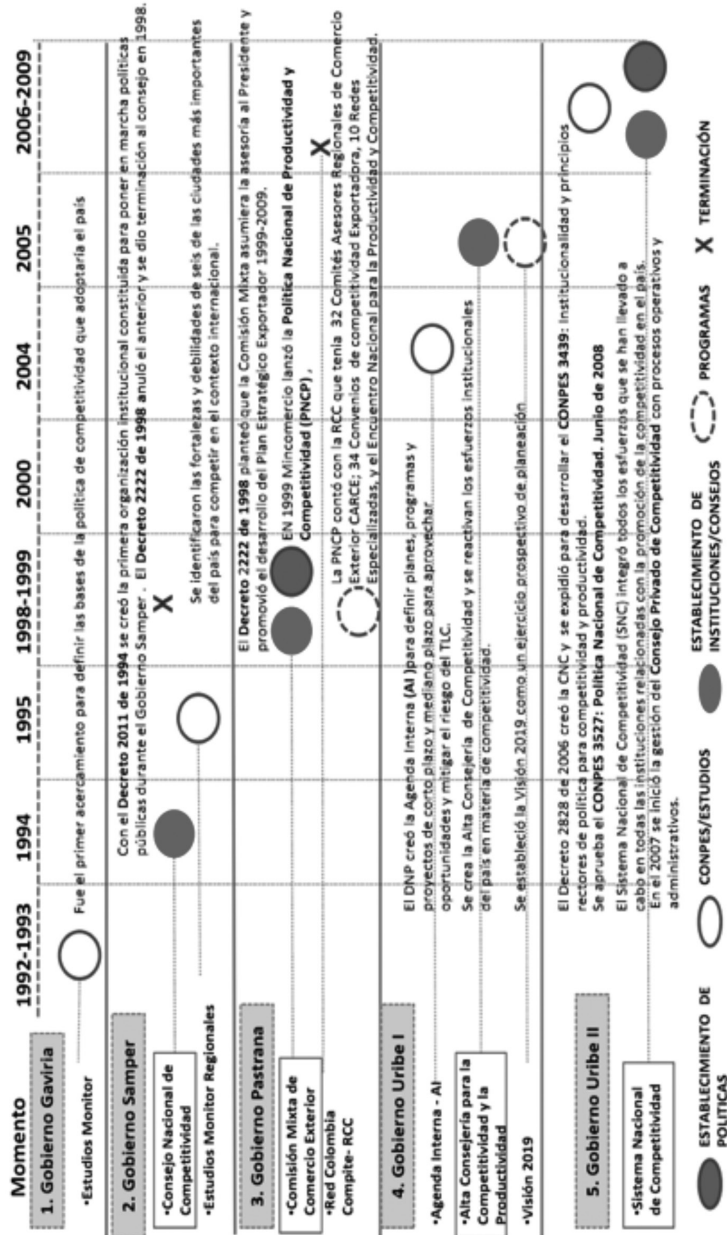 Momento
1992-1993
1994
1995
1998-1999
2000
2004
2005
2006-2009
1. Gobierno Gaviria
•Estudios Monitor
Fue el primer acercamiento para definir las bases de la política de competitividad que adoptaría el país
2. Gobierno Samper
•Consejo Nacional de
Competitividad
•Estudios Monitor Regionales
Con el Decreto 2011 de 1994 se creó la primera organización institucional constituida para poner en marcha políticas
públicas durante el Gobierno Samper . El Decreto 2222 de 1998 anuló el anterior y se dio terminación al consejo en 1998.
X
Se identificaron las fortalezas y debilidades de seis de las ciudades más importantes
del país para competir en el contexto internacional.
3. Gobierno Pastrana
•Comisión Mixta de
Comercio Exterior
•Red Colombia
Compite- RCC
El Decreto 2222 de 1998 planteó que la Comisión Mixta asumiera la asesoría al Presidente y
promovió el desarrollo del Plan Estratégico Exportador 1999-2009.
EN 1999 Mincomercio lanzó la Política Nacional de Productividad y
Competitividad (PNCP) ,
X
La PNCP contó con la RCC que tenía 32 Comités Asesores Regionales de Comercio
Exterior CARCE; 34 Convenios de competitividad Exportadora, 10 Redes
Especializadas, y el Encuentro Nacional para la Productividad y Competitividad.
4. Gobierno Uribe I
•Agenda Interna - AI
•Alta Consejería para la
Competitividad y la
Productividad
•Visión 2019
El DNP creó la Agenda Interna (AI )para definir planes, programas y
proyectos de corto plazo y mediano plazo para aprovechar
oportunidades y mitigar el riesgo del TLC.
Se crea la Alta Consejería de Competitividad y se reactivan los esfuerzos institucionales
del país en materia de competitividad.
Se estableció la Visión 2019 como un ejercicio prospectivo de planeación
5. Gobierno Uribe II
•Sistema Nacional
de Competitividad
El Decreto 2828 de 2006 creó la CNC y se expidió para desarrollar el CONPES 3439: Institucionalidad y principios
rectores de política para competitividad y productividad.
Se aprueba el CONPES 3527: Política Nacional de Competitividad. Junio de 2008
El Sistema Nacional de Competitividad (SNC) integró todos los esfuerzos que se han llevado a
cabo en todas las instituciones relacionadas con la promoción de la competitividad en el país.
En el 2007 se inició la gestión del Consejo Privado de Competitividad con procesos operativos y
administrativos.
ESTABLECIMIENTO DE
POLITICAS
CONPES/ESTUDIOS
ESTABLECIMIENTO DE
INSTITUCIONES/CONSEJOS
PROGRAMAS
X TERMINACIÓN